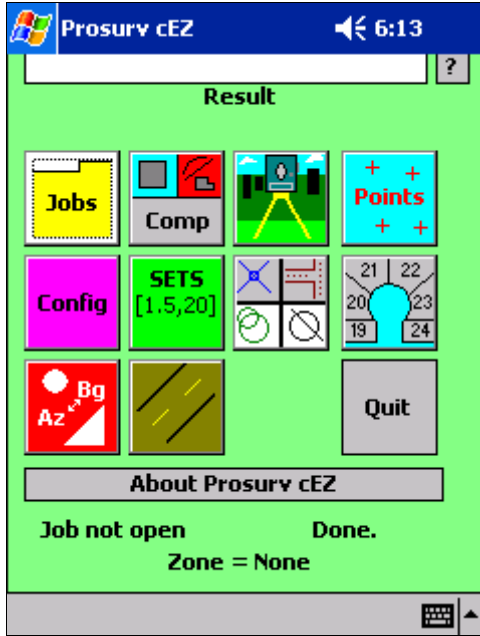 Prosurv cEZ 6:13
?
Result
Jobs
Comp
Points
Config
SETS
[1.5,20]
21 22
20 23
19 24
Bg
Az
Quit
About Prosurv cEZ
Job not open Done.
Zone = None